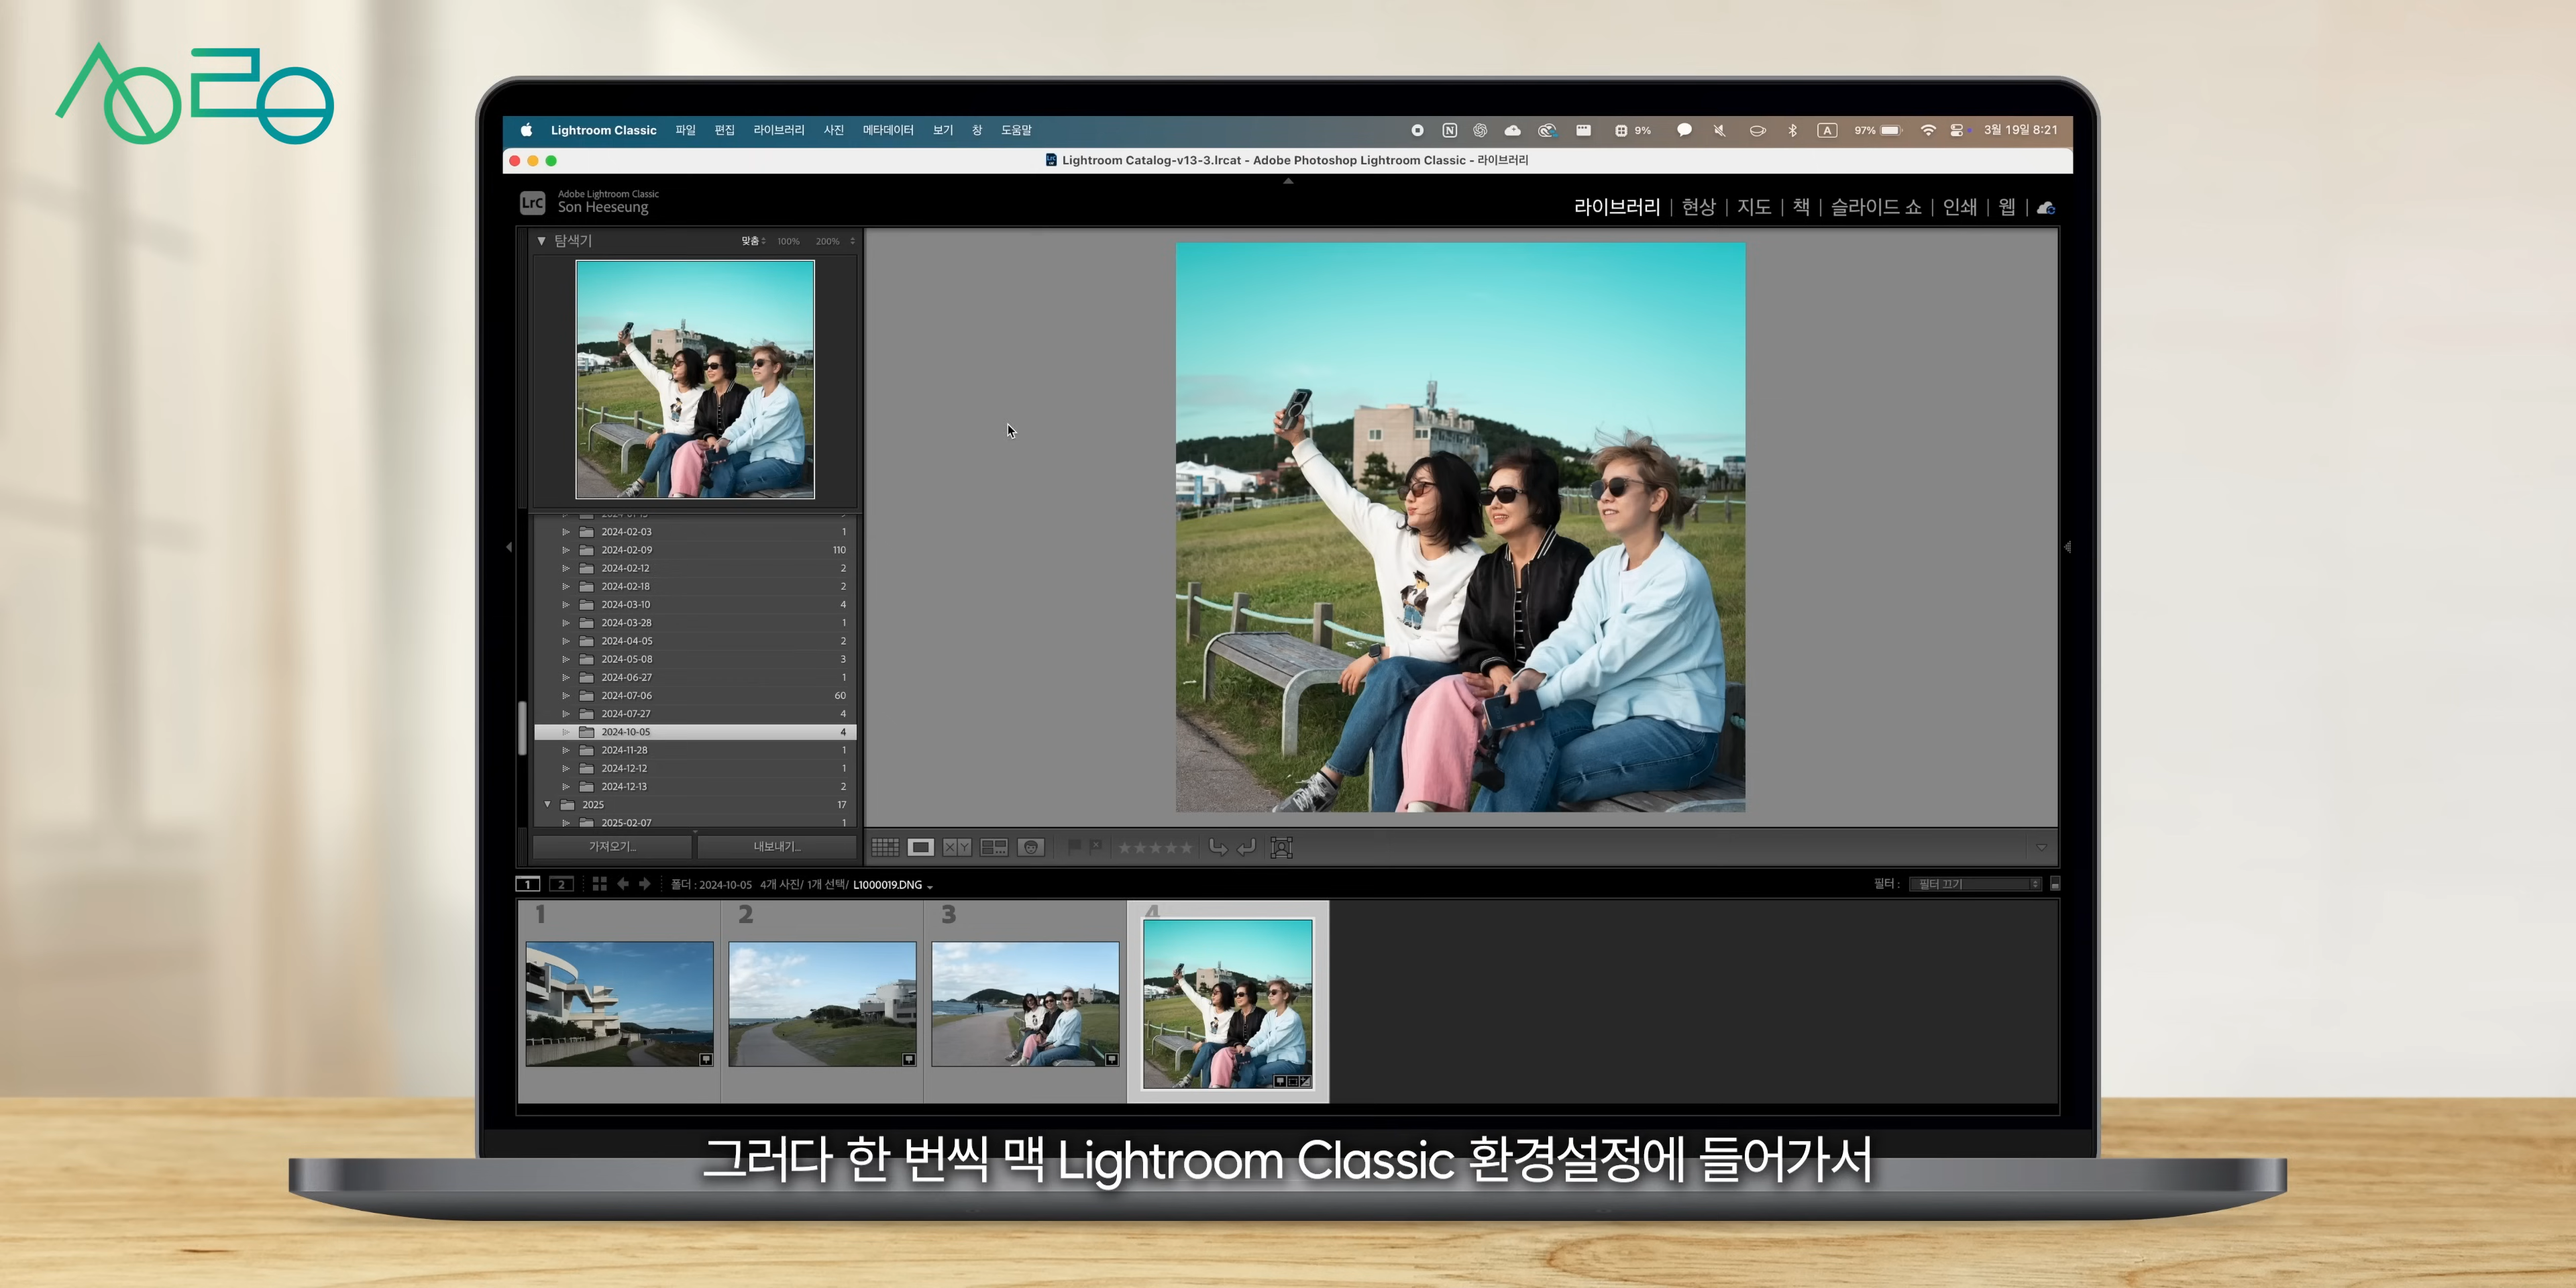 Lightroom Classic 파일 편집 라이브러리 사진 메타데이터 보기 창 도움말
9% A 97% 3월 19일 8:21
Lightroom Catalog-v13-3.lrcat - Adobe Photoshop Lightroom Classic - 라이브러리
LrC
Adobe Lightroom Classic
Son Heeseung
라이브러리 | 현상 | 지도 | 책 | 슬라이드 쇼 | 인쇄 | 웹 |
탐색기 맞춤 100% 200%
2024-02-03 1
2024-02-09 110
2024-02-12 2
2024-02-18 2
2024-03-10 4
2024-03-28 1
2024-04-05 2
2024-05-08 3
2024-06-27 1
2024-07-06 60
2024-07-27 4
2024-10-05 4
2024-11-28 1
2024-12-12 1
2024-12-13 2
2025 17
2025-02-07 1
가져오기... 내보내기...
X Y
1 2 폴더 : 2024-10-05 4개 사진/ 1개 선택/ L1000019.DNG
필터 : 필터 끄기
1 2 3 4
그러다 한 번씩 맥 Lightroom Classic 환경설정에 들어가서